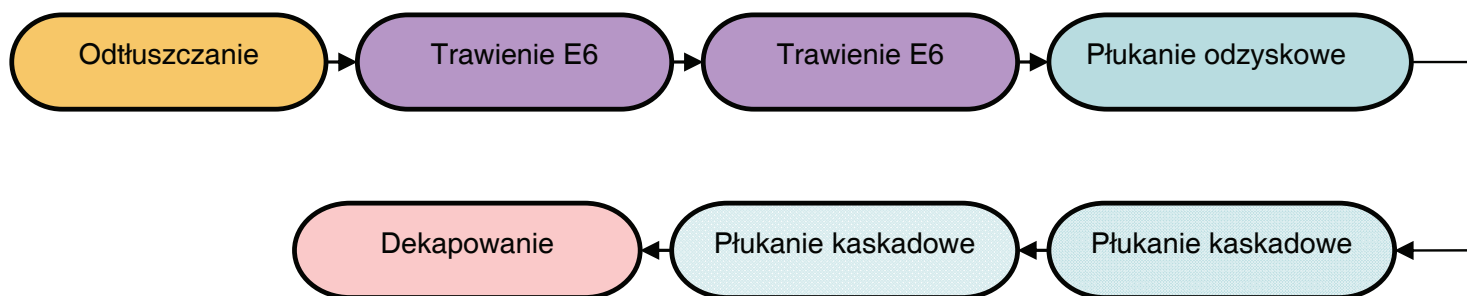 Odtłuszczanie
Trawienie E6
Trawienie E6
Płukanie odzyskowe
Płukanie kaskadowe
Płukanie kaskadowe
Dekapowanie